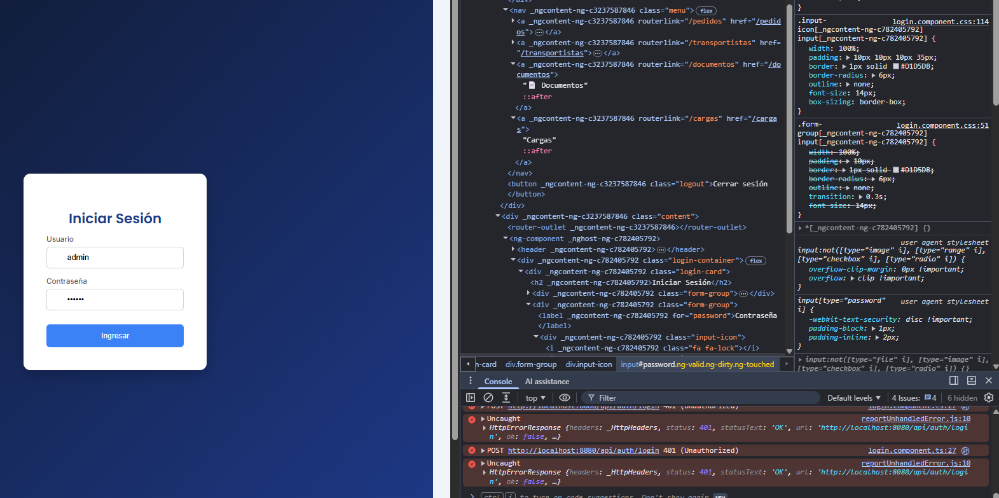 Iniciar Sesión
Usuario
admin
Contraseña
••••••
Ingresar
</div>
<nav _ngcontent-ng-c3237587846 class="menu"> flex
<a _ngcontent-ng-c3237587846 routerlink="/pedidos" href="/pedid
os"> ⋯ </a>
<a _ngcontent-ng-c3237587846 routerlink="/transportistas" href=
"/transportistas"> ⋯ </a>
<a _ngcontent-ng-c3237587846 routerlink="/documentos" href="/do
cumentos">
"📄 Documentos"
::after
</a>
<a _ngcontent-ng-c3237587846 routerlink="/cargas" href="/carga
s">
"Cargas"
::after
</a>
</nav>
<button _ngcontent-ng-c3237587846 class="logout">Cerrar sesión
</button>
</div>
<div _ngcontent-ng-c3237587846 class="content">
<router-outlet _ngcontent-ng-c3237587846></router-outlet>
<ng-component _nghost-ng-c782405792>
<header _ngcontent-ng-c782405792> ⋯ </header>
<div _ngcontent-ng-c782405792 class="login-container"> flex
<div _ngcontent-ng-c782405792 class="login-card">
<h2 _ngcontent-ng-c782405792>Iniciar Sesión</h2>
<div _ngcontent-ng-c782405792 class="form-group"> ⋯ </div>
<div _ngcontent-ng-c782405792 class="form-group">
<label _ngcontent-ng-c782405792 for="password">Contraseña
</label>
<div _ngcontent-ng-c782405792 class="input-icon">
<i _ngcontent-ng-c782405792 class="fa fa-lock"></i>
n-card div.form-group div.input-icon input#password.ng-valid.ng-dirty.ng-touched
}
.input- login.component.css:114
icon[_ngcontent-ng-c782405792]
input[_ngcontent-ng-c782405792] {
width: 100%;
padding: 10px 10px 10px 35px;
border: 1px solid #D1D5DB;
border-radius: 6px;
outline: none;
font-size: 14px;
box-sizing: border-box;
}
.form- login.component.css:51
group[_ngcontent-ng-c782405792]
input[_ngcontent-ng-c782405792] {
width: 100%;
padding: 10px;
border: 1px solid #D1D5DB;
border-radius: 6px;
outline: none;
transition: 0.3s;
font-size: 14px;
}
*[_ngcontent-ng-c782405792] {}
user agent stylesheet
input:not([type="image" i], [type="range" i],
[type="checkbox" i], [type="radio" i]) {
overflow-clip-margin: 0px !important;
overflow: clip !important;
}
input[type="password" user agent stylesheet
i] {
-webkit-text-security: disc !important;
padding-block: 1px;
padding-inline: 2px;
}
input:not([type="file" i], [type="image" i],
[type="checkbox" i], [type="radio" i]) {}
Console AI assistance
top Filter Default levels 4 Issues: 4 6 hidden
POST http://localhost:8080/api/auth/login 401 (Unauthorized) login.component.ts:27
Uncaught reportUnhandledError.js:10
HttpErrorResponse {headers: _HttpHeaders, status: 401, statusText: 'OK', url: 'http://localhost:8080/api/auth/logi
n', ok: false, …}
POST http://localhost:8080/api/auth/login 401 (Unauthorized) login.component.ts:27
Uncaught reportUnhandledError.js:10
HttpErrorResponse {headers: _HttpHeaders, status: 401, statusText: 'OK', url: 'http://localhost:8080/api/auth/logi
n', ok: false, …}
ctrl i to turn on code suggestions. Don't show again NEW